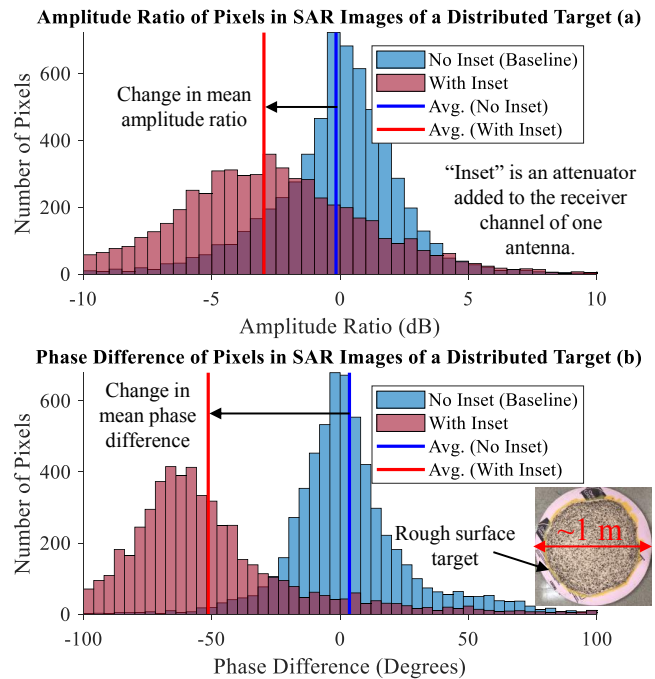 Amplitude Ratio of Pixels in SAR Images of a Distributed Target (a)
Number of Pixels
600
400
200
0
-10
-5
0
5
10
Amplitude Ratio (dB)
Change in mean
amplitude ratio
No Inset (Baseline)
With Inset
Avg. (No Inset)
Avg. (With Inset)
“Inset” is an attenuator
added to the receiver
channel of one
antenna.
Phase Difference of Pixels in SAR Images of a Distributed Target (b)
Number of Pixels
600
400
200
0
-100
-50
0
50
100
Phase Difference (Degrees)
Change in
mean phase
difference
No Inset (Baseline)
With Inset
Avg. (No Inset)
Avg. (With Inset)
Rough surface
target
~1 m